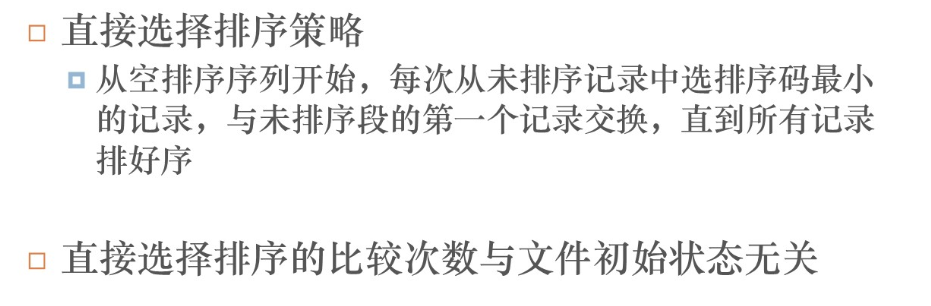 直接选择排序策略
从空排序序列开始，每次从未排序记录中选排序码最小
的记录，与未排序段的第一个记录交换，直到所有记录
排好序
直接选择排序的比较次数与文件初始状态无关